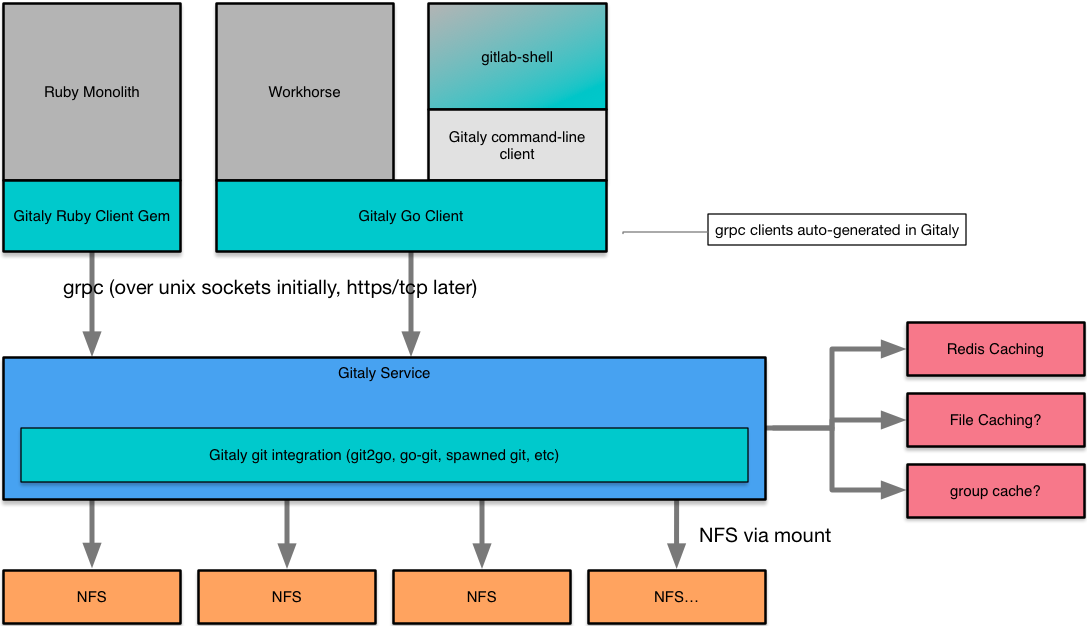 Ruby Monolith
Workhorse
gitlab-shell
Gitaly command-line
client
Gitaly Ruby Client Gem
Gitaly Go Client
grpc clients auto-generated in Gitaly
grpc (over unix sockets initially, https/tcp later)
Gitaly Service
Redis Caching
File Caching?
Gitaly git integration (git2go, go-git, spawned git, etc)
group cache?
NFS via mount
NFS
NFS
NFS
NFS…